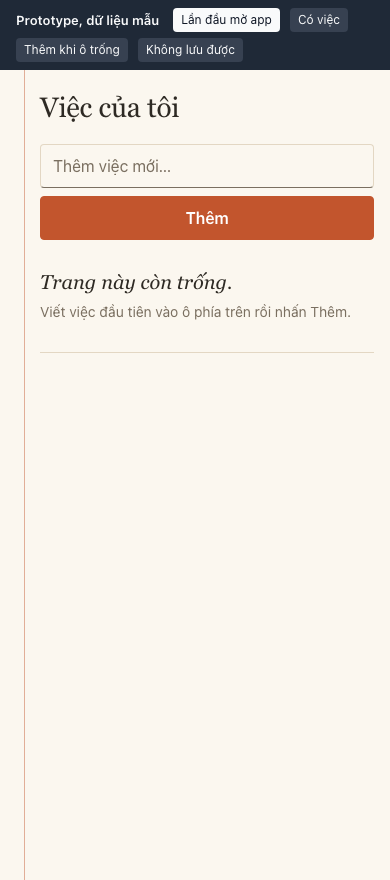 Prototype, dữ liệu mẫu Lần đầu mở app Có việc
Thêm khi ô trống Không lưu được
Việc của tôi
Thêm việc mới...
Thêm
Trang này còn trống.
Viết việc đầu tiên vào ô phía trên rồi nhấn Thêm.